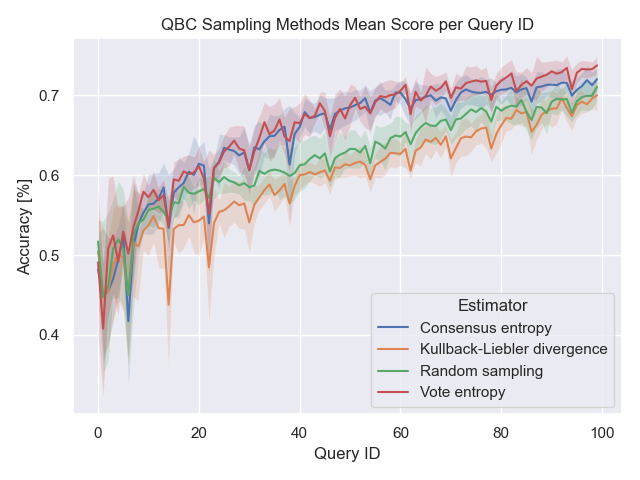 QBC Sampling Methods Mean Score per Query ID
Accuracy [%]
0.7
0.6
0.5
0.4
Estimator
Consensus entropy
Kullback-Liebler divergence
Random sampling
Vote entropy
0 20 40 60 80 100
Query ID